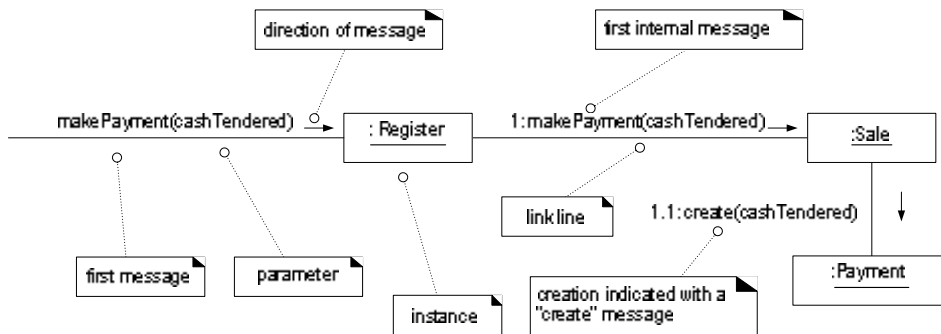 direction of message
first internal message
makePayment(cashTendered)
: Register
1: makePayment(cashTendered)
:Sale
link line
1.1: create(cashTendered)
first message
parameter
instance
creation indicated with a
"create" message
:Payment